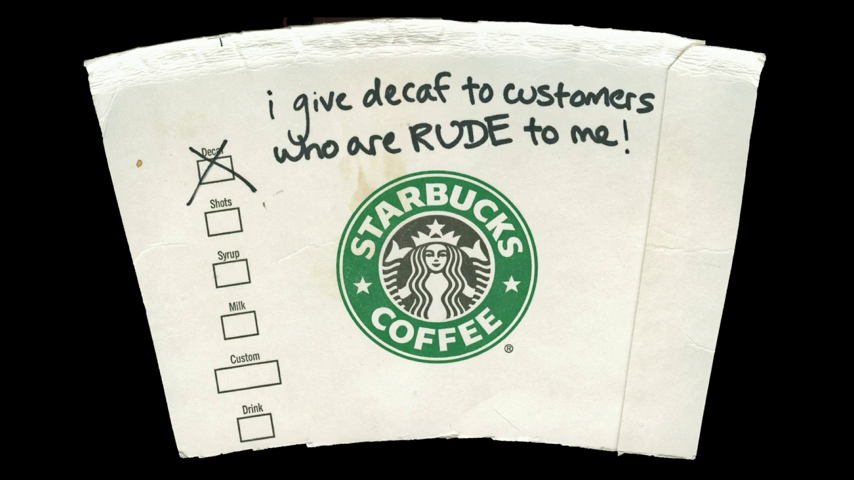 i give decaf to customers
who are RUDE to me!
Decaf
Shots
Syrup
Milk
Custom
Drink
STARBUCKS
COFFEE
®